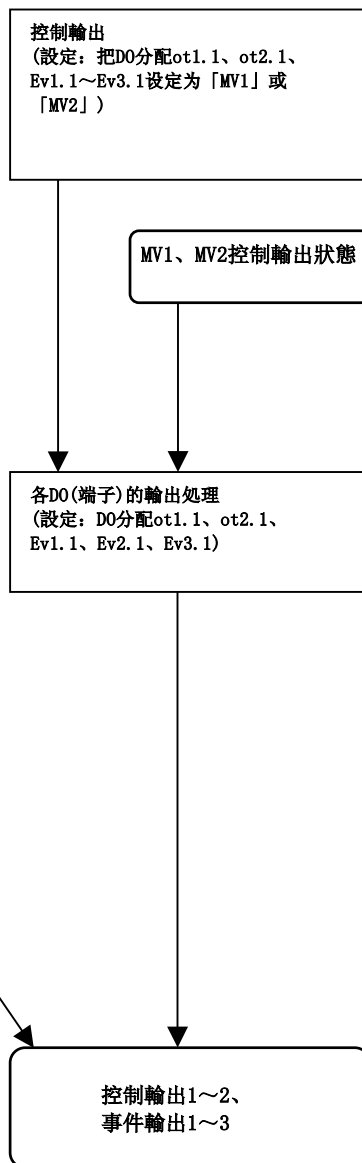 控制輸出
(設定：把DO分配ot1.1、ot2.1、
Ev1.1～Ev3.1设定为「MV1」或
「MV2」)
MV1、MV2控制輸出狀態
各DO(端子)的輸出処理
(設定：DO分配ot1.1、ot2.1、
Ev1.1、Ev2.1、Ev3.1)
控制輸出1～2、
事件輸出1～3